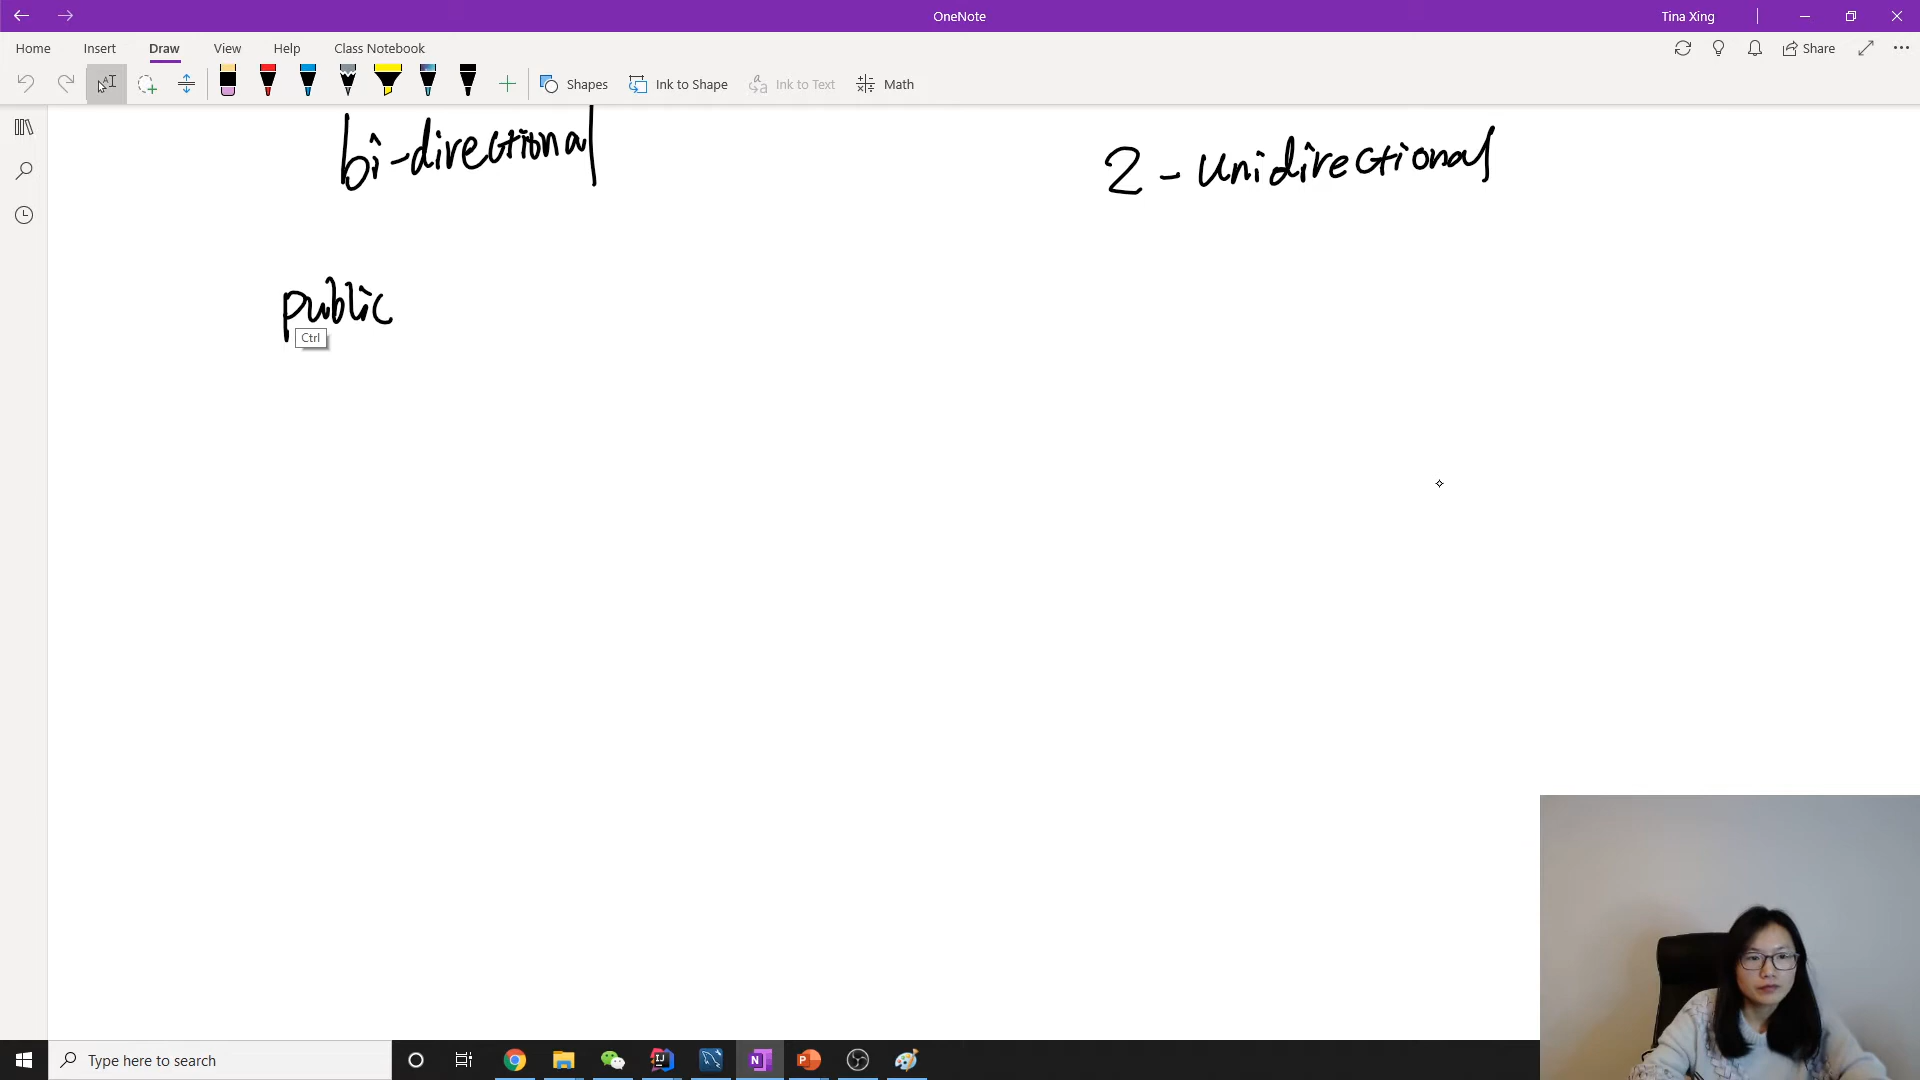 OneNote
Tina Xing
Home Insert Draw View Help Class Notebook
Share
Shapes Ink to Shape Ink to Text Math
bi-directional
2 - Unidirectional
public
Ctrl
Type here to search